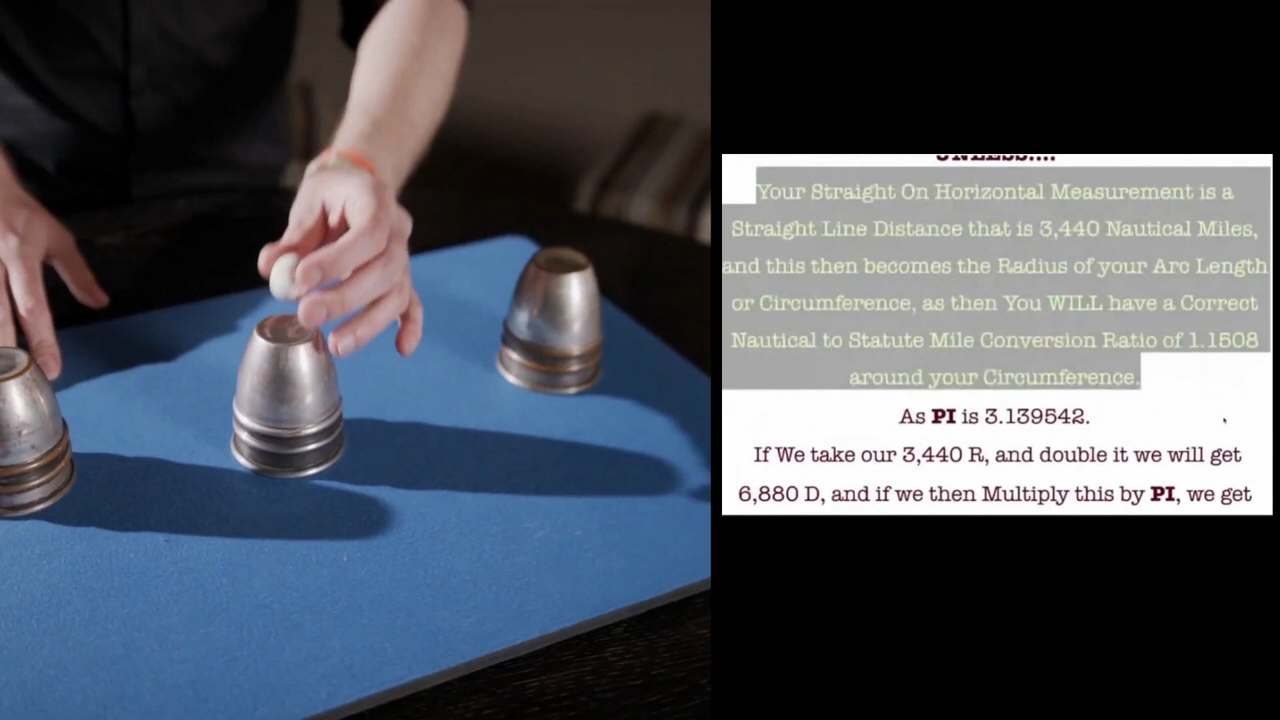 UNLESS....
Your Straight On Horizontal Measurement is a
Straight Line Distance that is 3,440 Nautical Miles,
and this then becomes the Radius of your Arc Length
or Circumference, as then You WILL have a Correct
Nautical to Statute Mile Conversion Ratio of 1.1508
around your Circumference.
As PI is 3.139542.
If We take our 3,440 R, and double it we will get
6,880 D, and if we then Multiply this by PI, we get